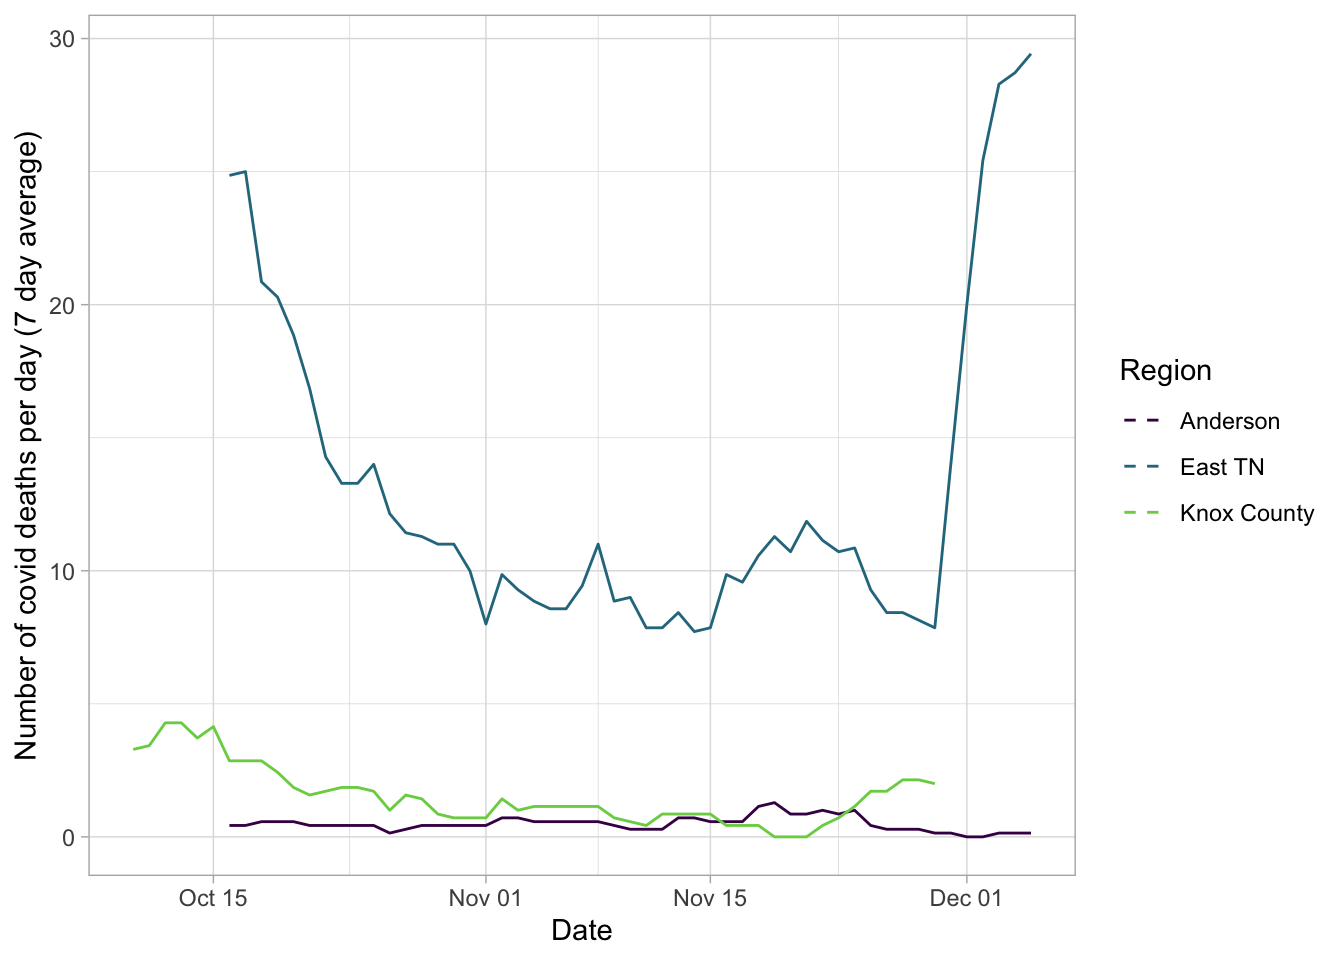 Number of covid deaths per day (7 day average)
30
20
10
0
Oct 15
Nov 01
Nov 15
Dec 01
Date
Region
Anderson
East TN
Knox County